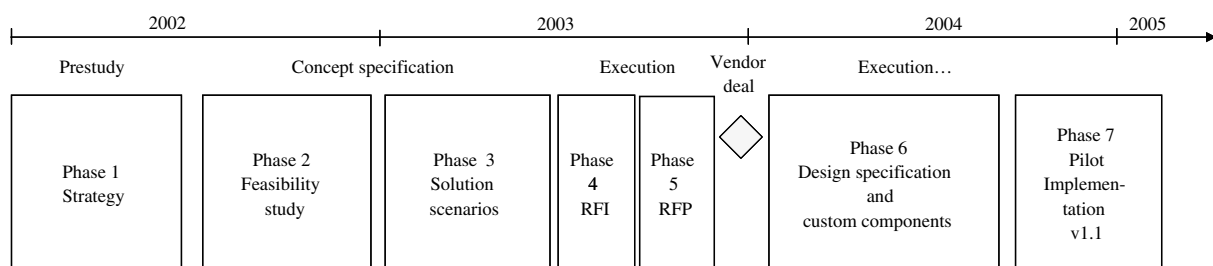 2002
2003
2004
2005
Prestudy
Concept specification
Execution
Vendor
deal
Execution…
Phase 1
Strategy
Phase 2
Feasibility
study
Phase 3
Solution
scenarios
Phase
4
RFI
Phase
5
RFP
Phase 6
Design specification
and
custom components
Phase 7
Pilot
Implemen-
tation
v1.1